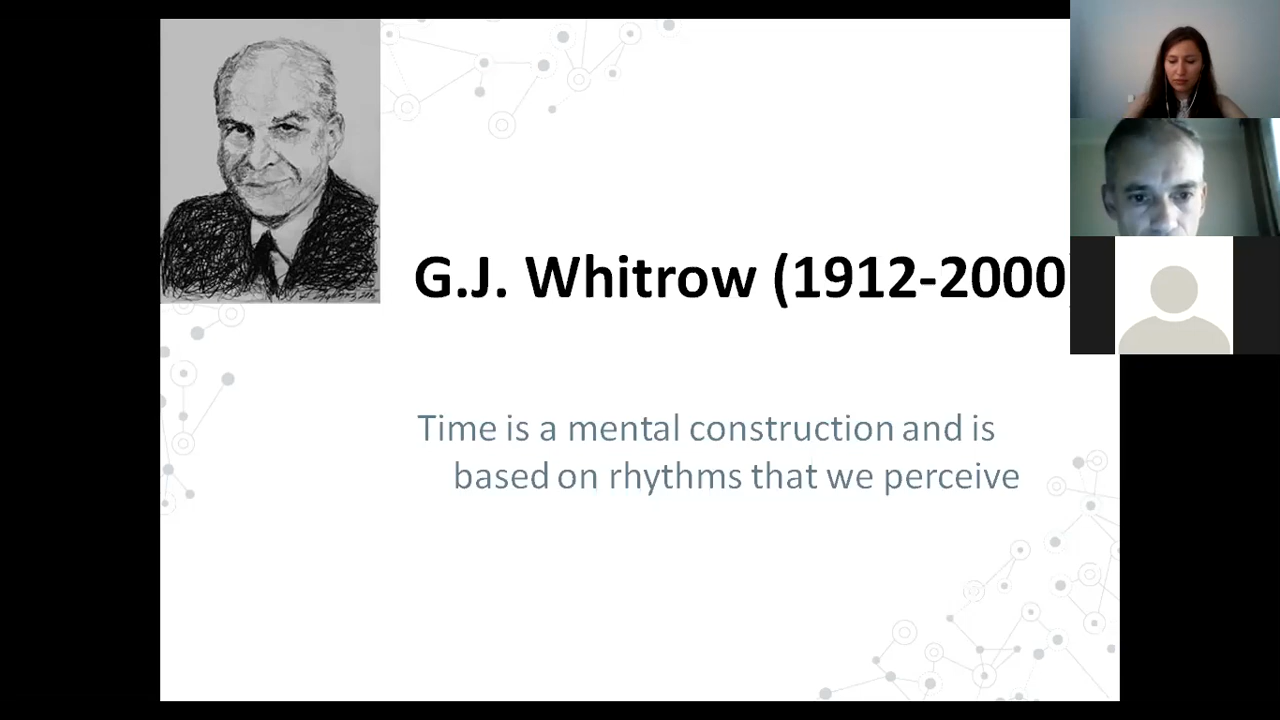 G.J. Whitrow (1912-2000)
Time is a mental construction and is
based on rhythms that we perceive